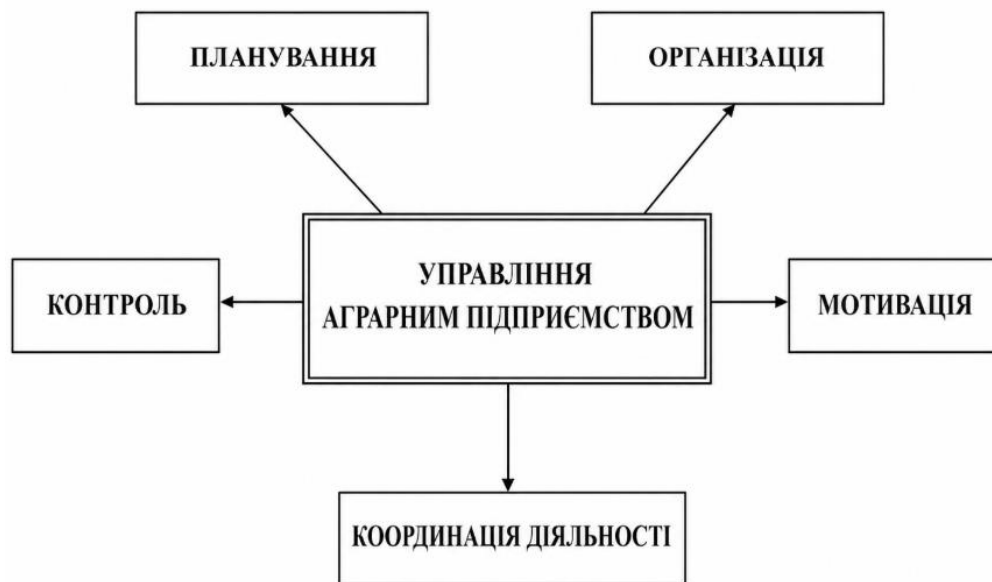 ПЛАНУВАННЯ
ОРГАНІЗАЦІЯ
УПРАВЛІННЯ
АГРАРНИМ ПІДПРИЄМСТВОМ
КОНТРОЛЬ
МОТИВАЦІЯ
КООРДИНАЦІЯ ДІЯЛЬНОСТІ